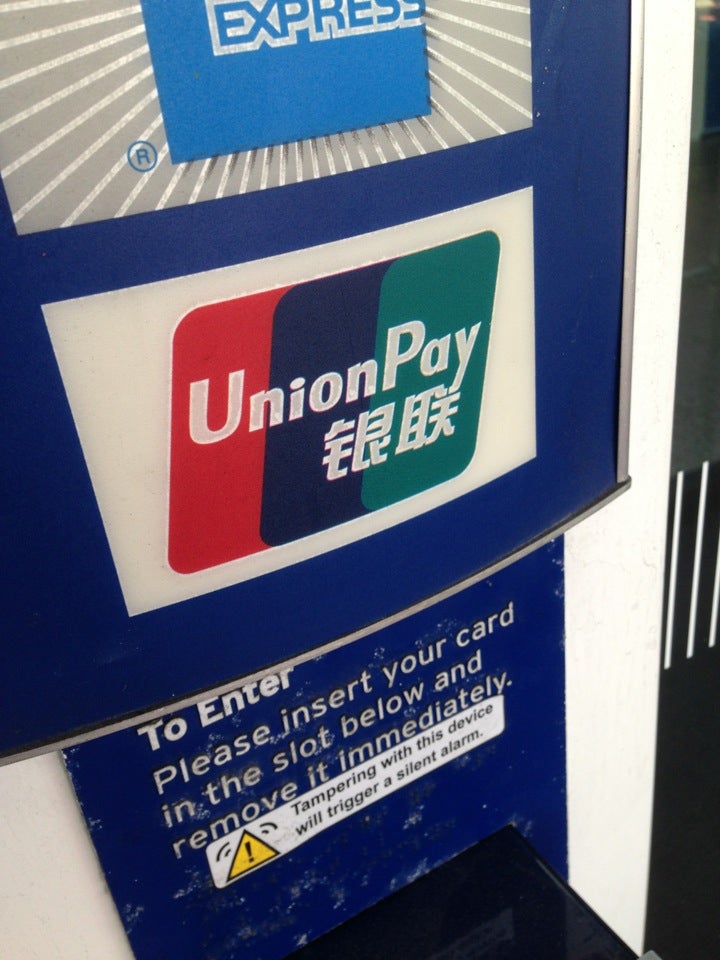 EXPRESS
®
UnionPay
银联
To Enter
Please insert your card
in the slot below and
remove it immediately.
Tampering with this device
will trigger a silent alarm.